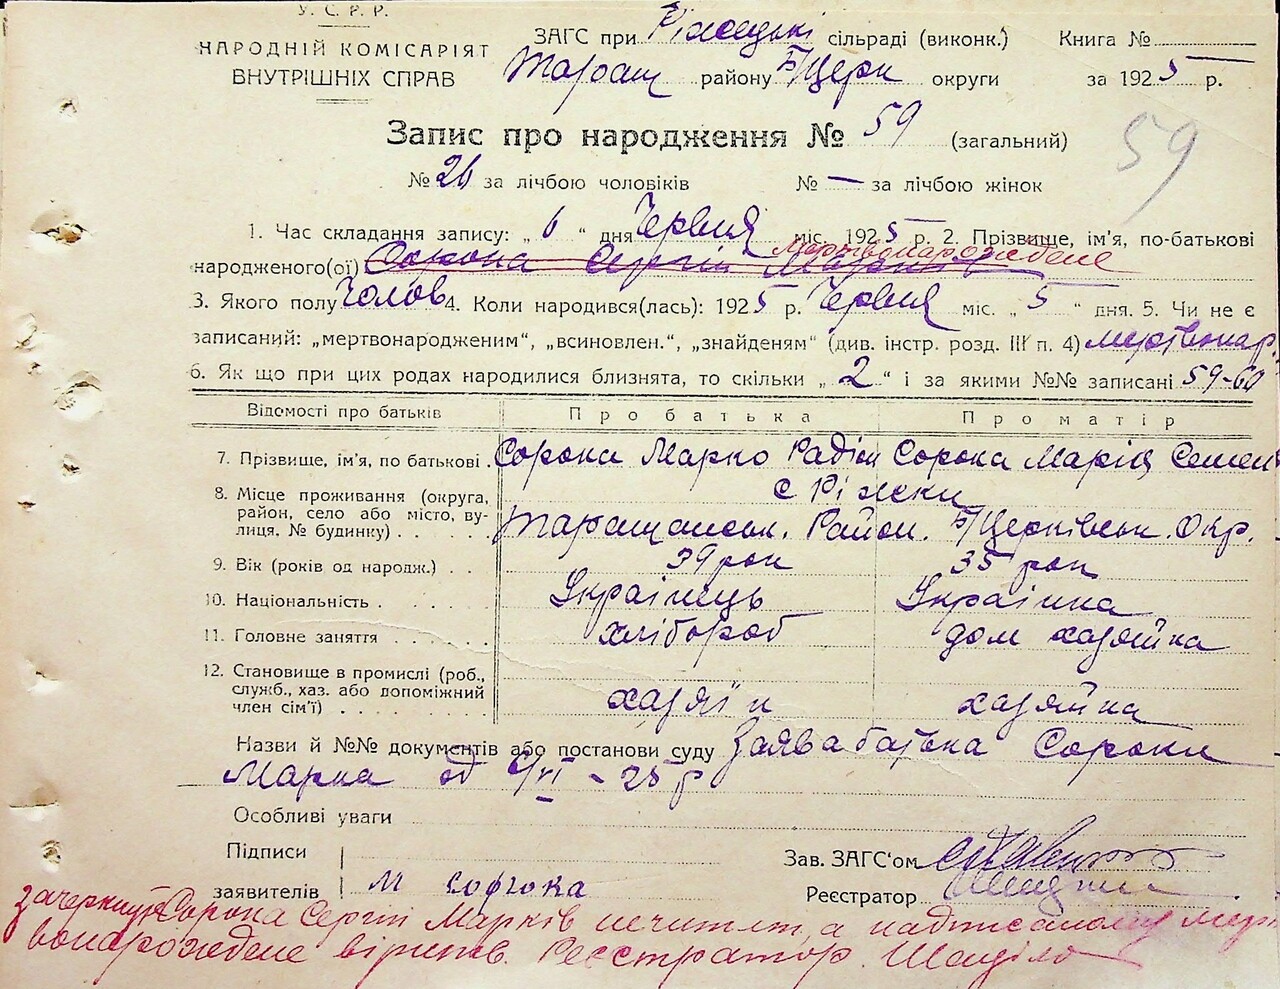 У. С. Р. Р.
НАРОДНІЙ КОМІСАРІЯТ
ВНУТРІШНІХ СПРАВ
ЗАГС при Ріжецькі сільраді (виконк.) Книга №
Таращ району Б/Церк округи за 1925 р.
Запис про народження № 59 (загальний)
59
№ 26 за лічбою чоловіків № — за лічбою жінок
1. Час складання запису: „ 6 “ дня Червня міс. 1925 р. 2. Прізвище, ім'я, по-батькові
мертвонарождене
народженого(ої) Сорока Сергій
3. Якого полу Чолов 4. Коли народився(лась): 1925 р. Червня міс. „ 5 “ дня. 5. Чи не є
записаний: „мертвонародженим“, „всиновлен.“, „знайденям“ (див. інстр. розд. III п. 4) мертвонар.
6. Як що при цих родах народилися близнята, то скільки „ 2 “ і за якими №№ записані 59-60
Відомості про батьків Про батька Про матір
7. Прізвище, ім'я, по батькові . Сорока Марко Радіон Сорока Марія Семен
8. Місце проживання (округа, район, село або місто, вулиця, № будинку) . . . . . с Ріжки
Таращанськ. Район. Б/Церківськ. Окр.
9. Вік (років од народж.) . . 39 рок 35 рок
10. Національність . . . . . Українець Українка
11. Головне заняття . . . . . хлібороб дом хазяйка
12. Становище в промислі (роб., служб., хаз. або допоміжний член сім'ї) . . . . . хазяїн хазяйка
Назви й №№ документів або постанови суду Заява батька Сороки
Марка од 6/VI - 25 р
Особливі уваги
Підписи
заявителів М сорока
Зав. ЗАГС'ом
Реєстратор
зачеркнуте Сорока Сергій Марків нечитат, а надписаному мерт
вонарождене вірить. Реєстратор.